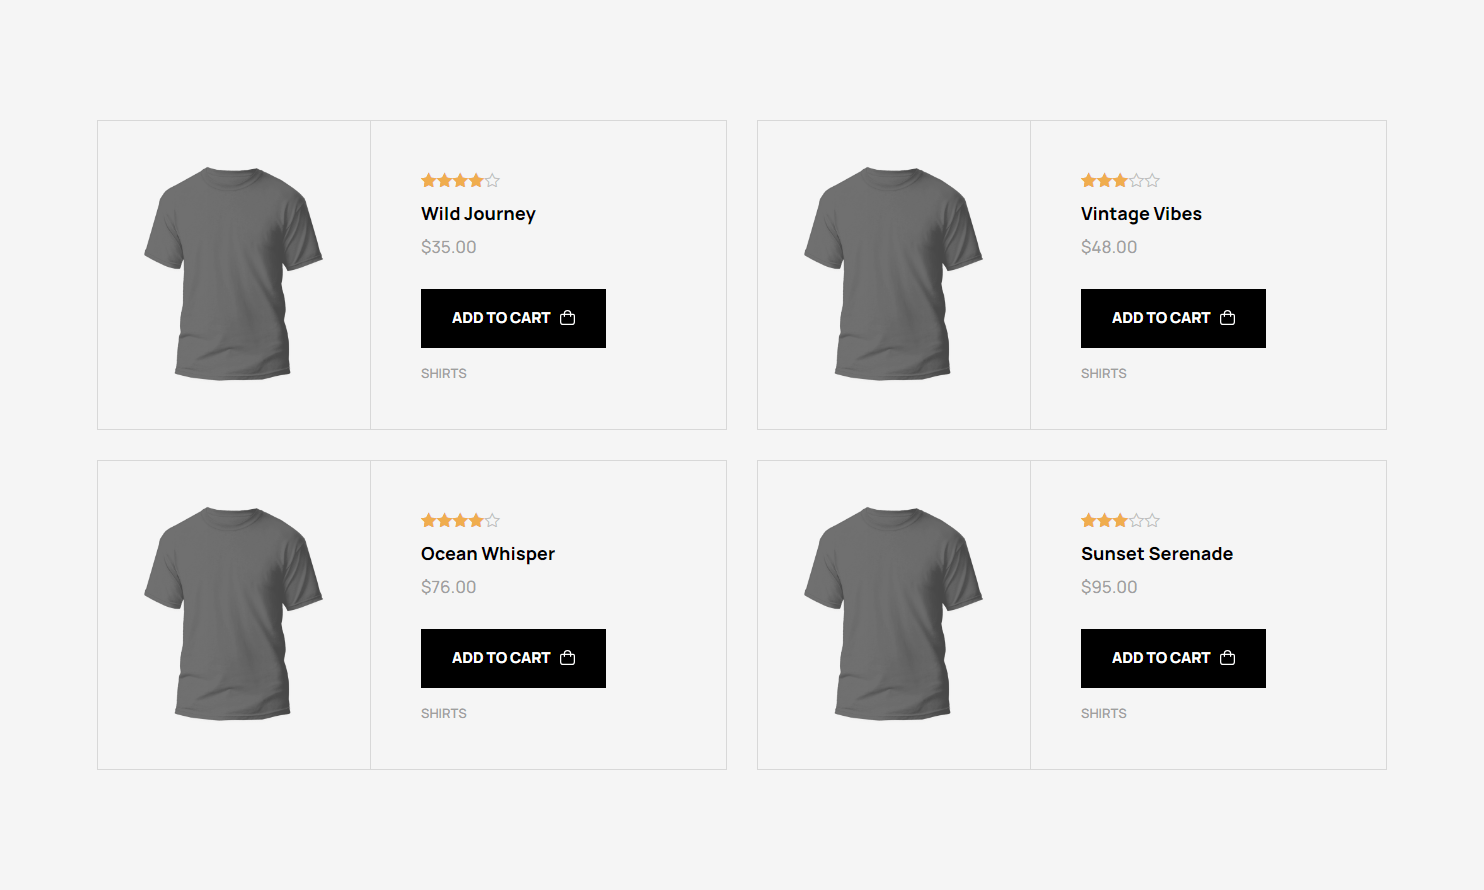 Wild Journey
$35.00
ADD TO CART
SHIRTS
Vintage Vibes
$48.00
ADD TO CART
SHIRTS
Ocean Whisper
$76.00
ADD TO CART
SHIRTS
Sunset Serenade
$95.00
ADD TO CART
SHIRTS